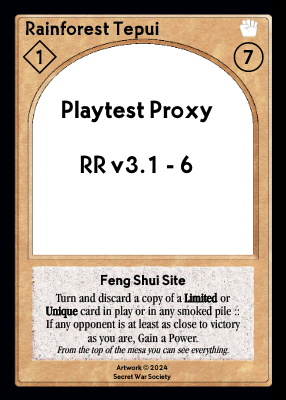 Rainforest Tepui
1
7
Playtest Proxy
RR v3.1 - 6
Feng Shui Site
Turn and discard a copy of a Limited or
Unique card in play or in any smoked pile ::
If any opponent is at least as close to victory
as you are, Gain a Power.
From the top of the mesa you can see everything.
Artwork © 2024
Secret War Society